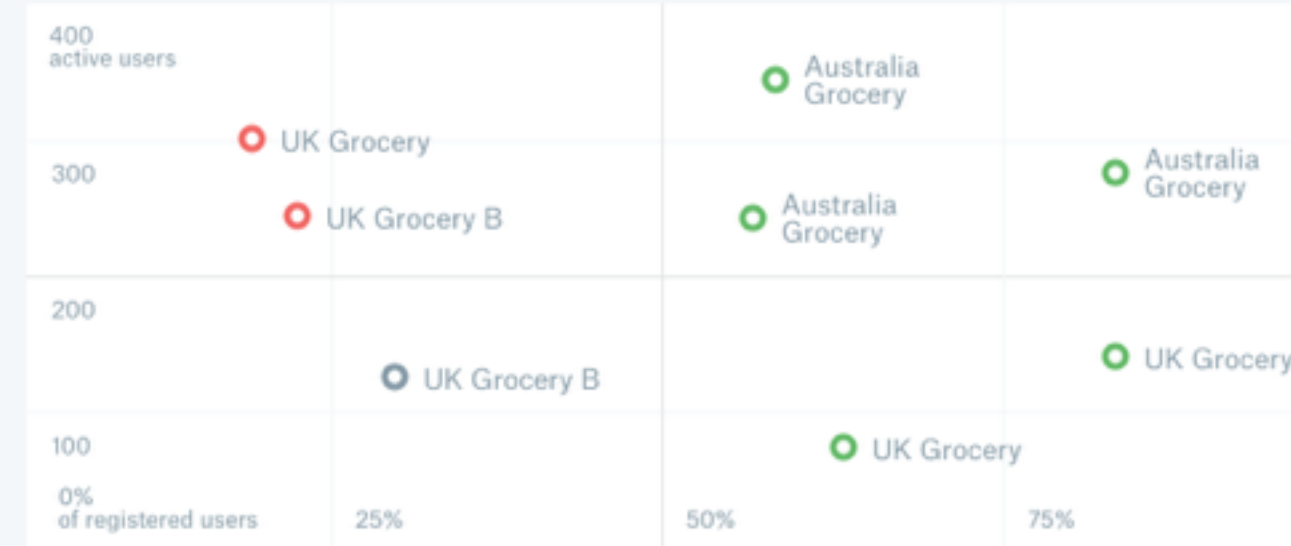 400
active users
Australia
Grocery
UK Grocery
300
Australia
Grocery
UK Grocery B
Australia
Grocery
200
UK Grocery B
UK Grocery
100
UK Grocery
0%
of registered users
25%
50%
75%